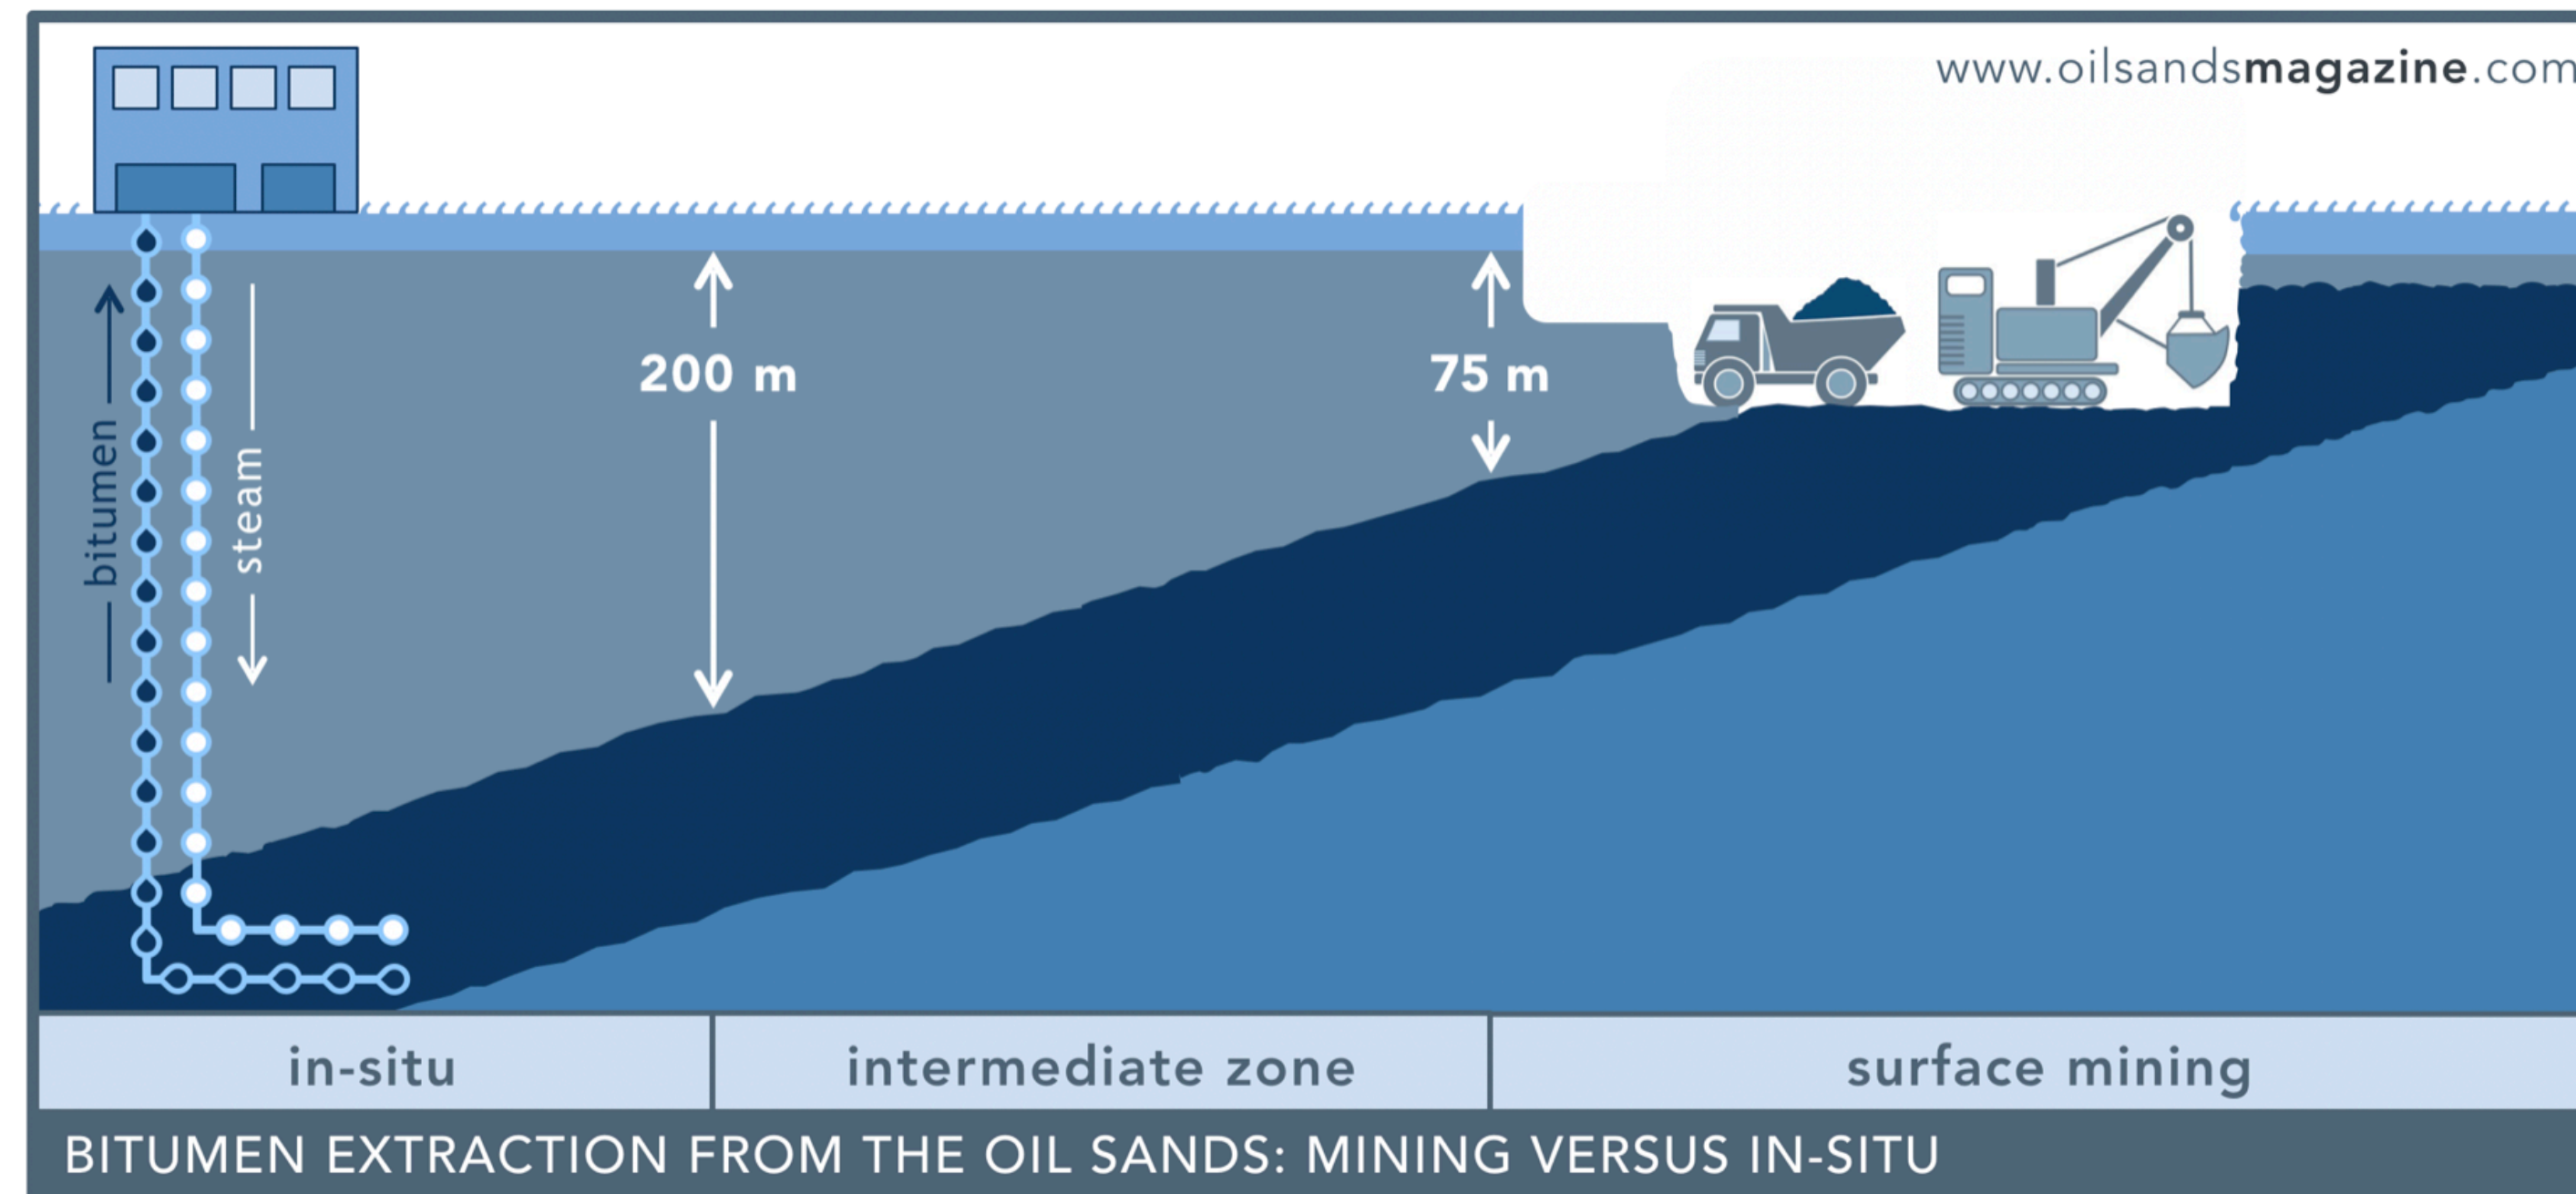 www.oilsandsmagazine.com
200 m
75 m
bitumen
steam
in-situ
intermediate zone
surface mining
BITUMEN EXTRACTION FROM THE OIL SANDS: MINING VERSUS IN-SITU